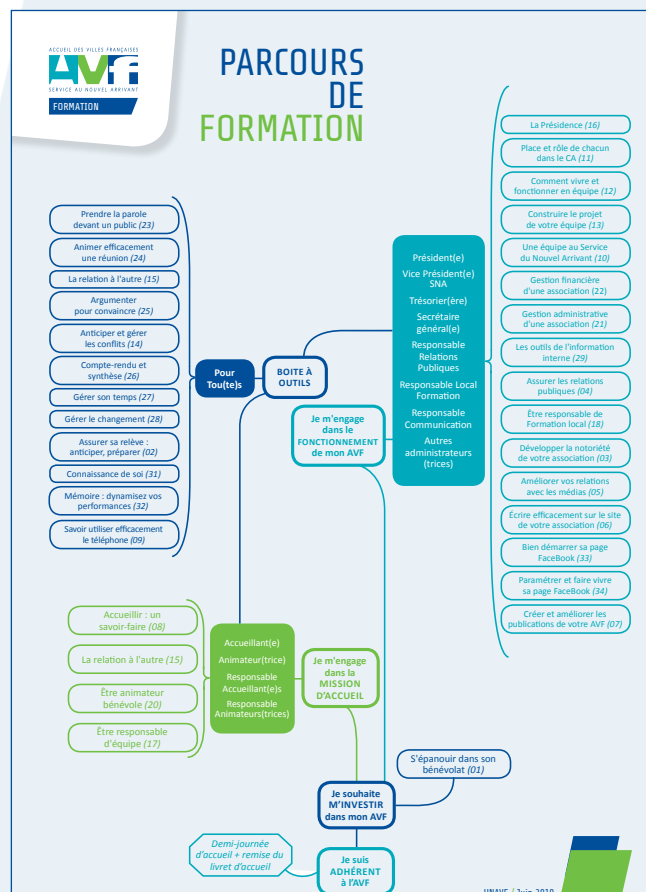 ACCUEIL DES VILLES FRANÇAISES
AVf
SERVICE AU NOUVEL ARRIVANT
FORMATION
PARCOURS
DE
FORMATION
Prendre la parole
devant un public (23)
Animer efficacement
une réunion (24)
La relation à l'autre (15)
Argumenter
pour convaincre (25)
Anticiper et gérer
les conflits (14)
Compte-rendu et
synthèse (26)
Gérer son temps (27)
Gérer le changement (28)
Assurer sa relève :
anticiper, préparer (02)
Connaissance de soi (31)
Mémoire : dynamisez vos
performances (32)
Savoir utiliser efficacement
le téléphone (09)
Pour
Tou(te)s
BOITE À
OUTILS
Je m'engage
dans le
FONCTIONNEMENT
de mon AVF
Président(e)
Vice Président(e)
SNA
Trésorier(ère)
Secrétaire
général(e)
Responsable
Relations
Publiques
Responsable Local
Formation
Responsable
Communication
Autres
administrateurs
(trices)
La Présidence (16)
Place et rôle de chacun
dans le CA (11)
Comment vivre et
fonctionner en équipe (12)
Construire le projet
de votre équipe (13)
Une équipe au Service
du Nouvel Arrivant (10)
Gestion financière
d'une association (22)
Gestion administrative
d'une association (21)
Les outils de l'information
interne (29)
Assurer les relations
publiques (04)
Être responsable de
Formation local (18)
Développer la notoriété
de votre association (03)
Améliorer vos relations
avec les médias (05)
Écrire efficacement sur le site
de votre association (06)
Bien démarrer sa page
FaceBook (33)
Paramétrer et faire vivre
sa page FaceBook (34)
Créer et améliorer les
publications de votre AVF (07)
Accueillir : un
savoir-faire (08)
La relation à l'autre (15)
Être animateur
bénévole (20)
Être responsable
d'équipe (17)
Accueillant(e)
Animateur(trice)
Responsable
Accueillant(e)s
Responsable
Animateurs(trices)
Je m'engage
dans la
MISSION
D'ACCUEIL
S'épanouir dans son
bénévolat (01)
Je souhaite
M'INVESTIR
dans mon AVF
Demi-journée
d'accueil + remise du
livret d'accueil
Je suis
ADHÉRENT
à l'AVF